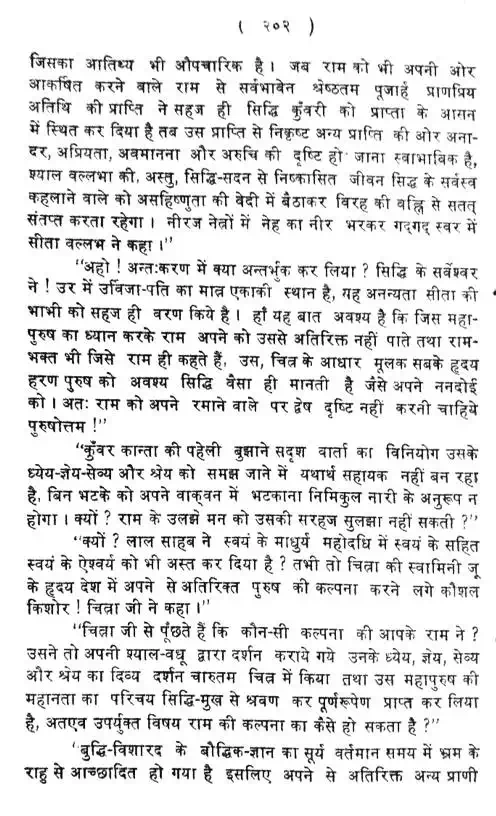 ( २०२ )
जिसका आतिथ्य भी औपचारिक है । जब राम को भी अपनी ओर
आकर्षित करने वाले राम से सर्वभावेन श्रेष्ठतम पूजार्ह प्राणप्रिय
अतिथि की प्राप्ति ने सहज ही सिद्धि कुँवरी को प्राप्ता के आसन
में स्थित कर दिया है तब उस प्राप्ति से निकृष्ट अन्य प्राप्ति की ओर अना-
दर, अप्रियता, अवमानना और अरुचि की दृष्टि हो जाना स्वाभाविक है,
श्याल वल्लभा की, अस्तु, सिद्धि-सदन से निष्कासित जीवन सिद्ध के सर्वस्व
कहलाने वाले को असहिष्णुता की वेदी में बैठाकर विरह की वह्नि से सतत्
संतप्त करता रहेगा । नीरज नेत्रों में नेह का नीर भरकर गद्गद् स्वर में
सीता वल्लभ ने कहा ।"
"अहो ! अन्तःकरण में क्या अन्तर्भुक कर लिया ? सिद्धि के सर्वेश्वर
ने ! उर में उर्विजा-पति का मात्र एकाकी स्थान है, यह अनन्यता सीता की
भाभी को सहज ही वरण किये है । हाँ यह बात अवश्य है कि जिस महा-
पुरुष का ध्यान करके राम अपने को उससे अतिरिक्त नहीं पाते तथा राम-
भक्त भी जिसे राम ही कहते हैं, उस, चित्र के आधार मूलक सबके हृदय
हरण पुरुष को अवश्य सिद्धि वैसा ही मानती है जैसे अपने ननदोई
को । अतः राम को अपने रमाने वाले पर द्वेष दृष्टि नहीं करनी चाहिये
पुरुषोत्तम !"
"कुँवर कान्ता की पहेली बुझाने सदृश वार्ता का विनियोग उसके
ध्येय-ज्ञेय-सेव्य और श्रेय को समझ जाने में यथार्थ सहायक नहीं बन रहा
है, बिन भटके को अपने वाक्वन में भटकाना निमिकुल नारी के अनुरूप न
होगा । क्यों ? राम के उलझे मन को उसकी सरहज सुलझा नहीं सकती ?"
"क्यों ? लाल साहब ने स्वयं के माधुर्य महोदधि में स्वयं के सहित
स्वयं के ऐश्वर्य को भी अस्त कर दिया है ? तभी तो चित्रा की स्वामिनी जू
के हृदय देश में अपने से अतिरिक्त पुरुष की कल्पना करने लगे कौशल
किशोर ! चित्रा जी ने कहा ।"
"चित्रा जी से पूँछते हैं कि कौन-सी कल्पना की आपके राम ने ?
उसने तो अपनी श्याल-वधू द्वारा दर्शन कराये गये उनके ध्येय, ज्ञेय, सेव्य
और श्रेय का दिव्य दर्शन चारुतम चित्र में किया तथा उस महापुरुष की
महानता का परिचय सिद्धि-मुख से श्रवण कर पूर्णरूपेण प्राप्त कर लिया
है, अतएव उपर्युक्त विषय राम की कल्पना का कैसे हो सकता है ?"
"बुद्धि-विशारद के बौद्धिक-ज्ञान का सूर्य वर्तमान समय में भ्रम के
राहु से आच्छादित हो गया है इसलिए अपने से अतिरिक्त अन्य प्राणी